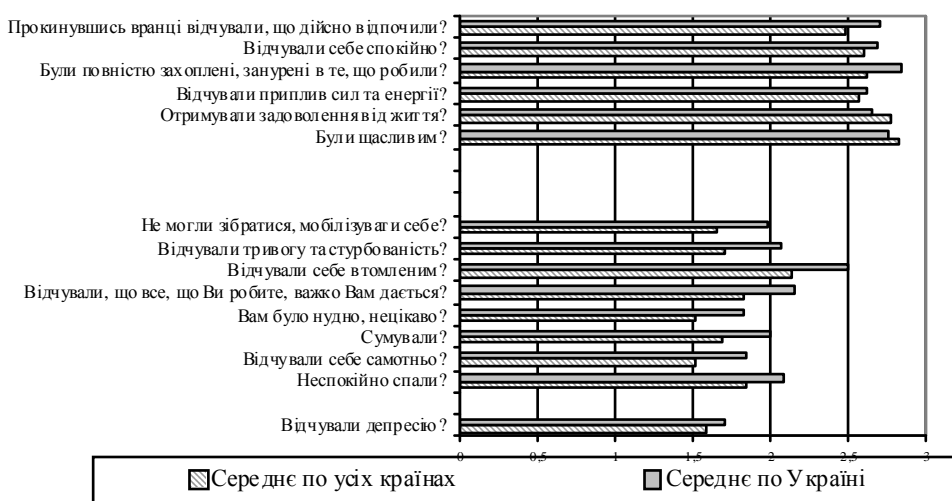 Прокинувшись вранці відчували, що дійсно відпочили?
Відчували себе спокійно?
Були повністю захоплені, занурені в те, що робили?
Відчували приплив сил та енергії?
Отримували задоволення від життя?
Були щасливим?
Не могли зібратися, мобілізувати себе?
Відчували тривогу та стурбованість?
Відчували себе втомленим?
Відчували, що все, що Ви робите, важко Вам дається?
Вам було нудно, нецікаво?
Сумували?
Відчували себе самотньо?
Неспокійно спали?
Відчували депресію?
0 0,5 1 1,5 2 2,5 3
Середнє по усіх країнах Середнє по Україні